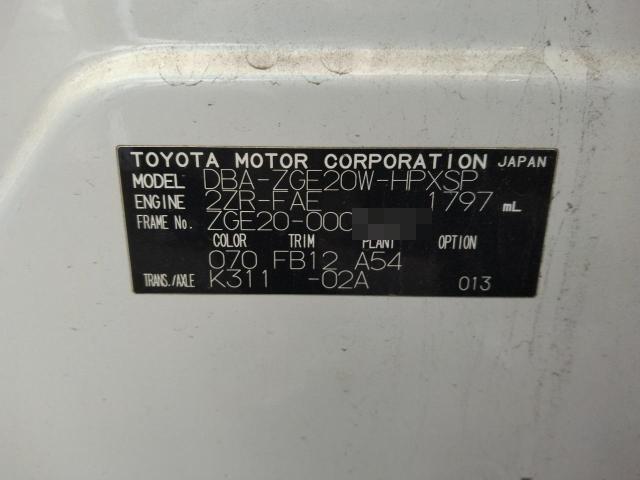 TOYOTA MOTOR CORPORATION JAPAN
MODEL DBA-ZGE20W-HPXSP
ENGINE 2ZR-FAE 1797 mL
FRAME No. ZGE20-000
COLOR TRIM PLANT OPTION
070 FB12 A54
TRANS./AXLE K311 -02A 013